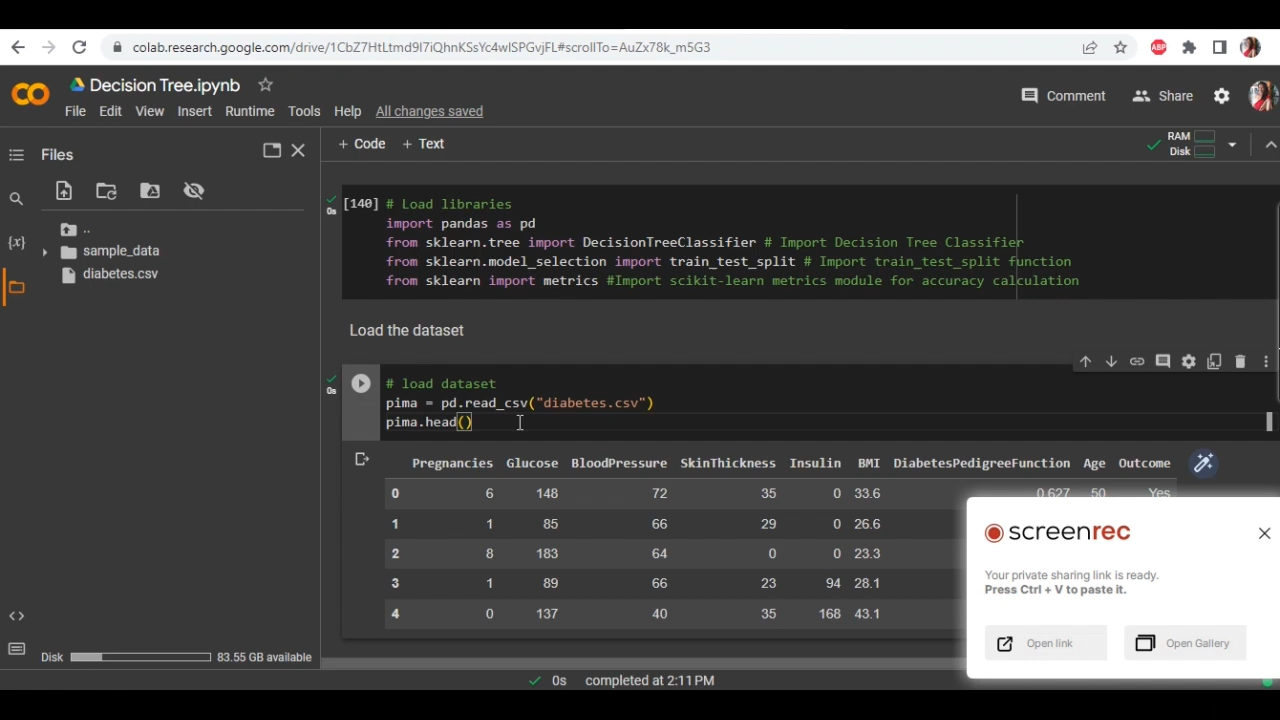 colab.research.google.com/drive/1CbZ7HtLtmd9I7iQhnKSsYc4wISPGvjFL#scrollTo=AuZx78k_m5G3
ABP
CO
Decision Tree.ipynb
File Edit View Insert Runtime Tools Help All changes saved
Comment Share
Files
+ Code + Text
RAM
Disk
..
sample_data
diabetes.csv
{x}
0s
[140] # Load libraries
import pandas as pd
from sklearn.tree import DecisionTreeClassifier # Import Decision Tree Classifier
from sklearn.model_selection import train_test_split # Import train_test_split function
from sklearn import metrics #Import scikit-learn metrics module for accuracy calculation
Load the dataset
0s
# load dataset
pima = pd.read_csv("diabetes.csv")
pima.head()
Pregnancies Glucose BloodPressure SkinThickness Insulin BMI DiabetesPedigreeFunction Age Outcome
0 6 148 72 35 0 33.6 0.627 50 Yes
1 1 85 66 29 0 26.6
2 8 183 64 0 0 23.3
3 1 89 66 23 94 28.1
4 0 137 40 35 168 43.1
screenrec
Your private sharing link is ready.
Press Ctrl + V to paste it.
Open link Open Gallery
Disk 83.55 GB available
0s completed at 2:11 PM